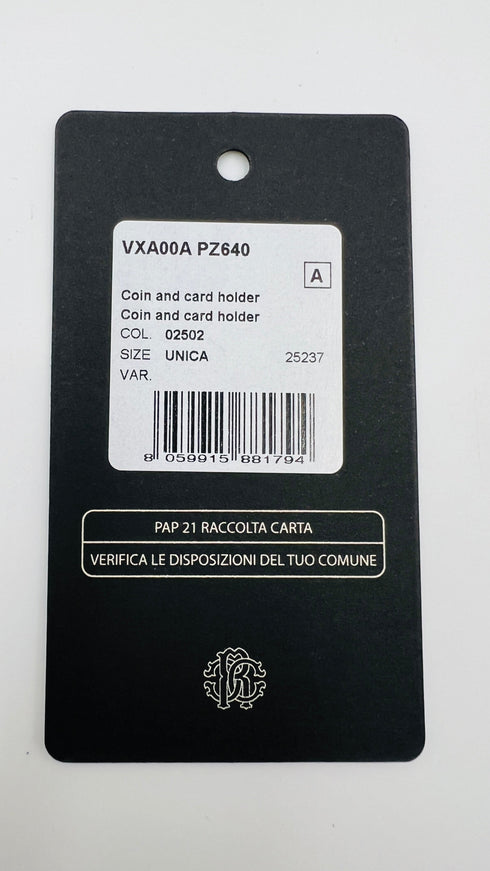 VXA00A PZ640
A
Coin and card holder
Coin and card holder
COL. 02502
SIZE UNICA 25237
VAR.
8 059915 881794
PAP 21 RACCOLTA CARTA
VERIFICA LE DISPOSIZIONI DEL TUO COMUNE